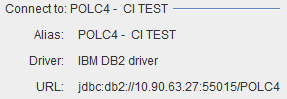 Connect to: POLC4 - CI TEST
Alias: POLC4 - CI TEST
Driver: IBM DB2 driver
URL: jdbc:db2://10.90.63.27:55015/POLC4